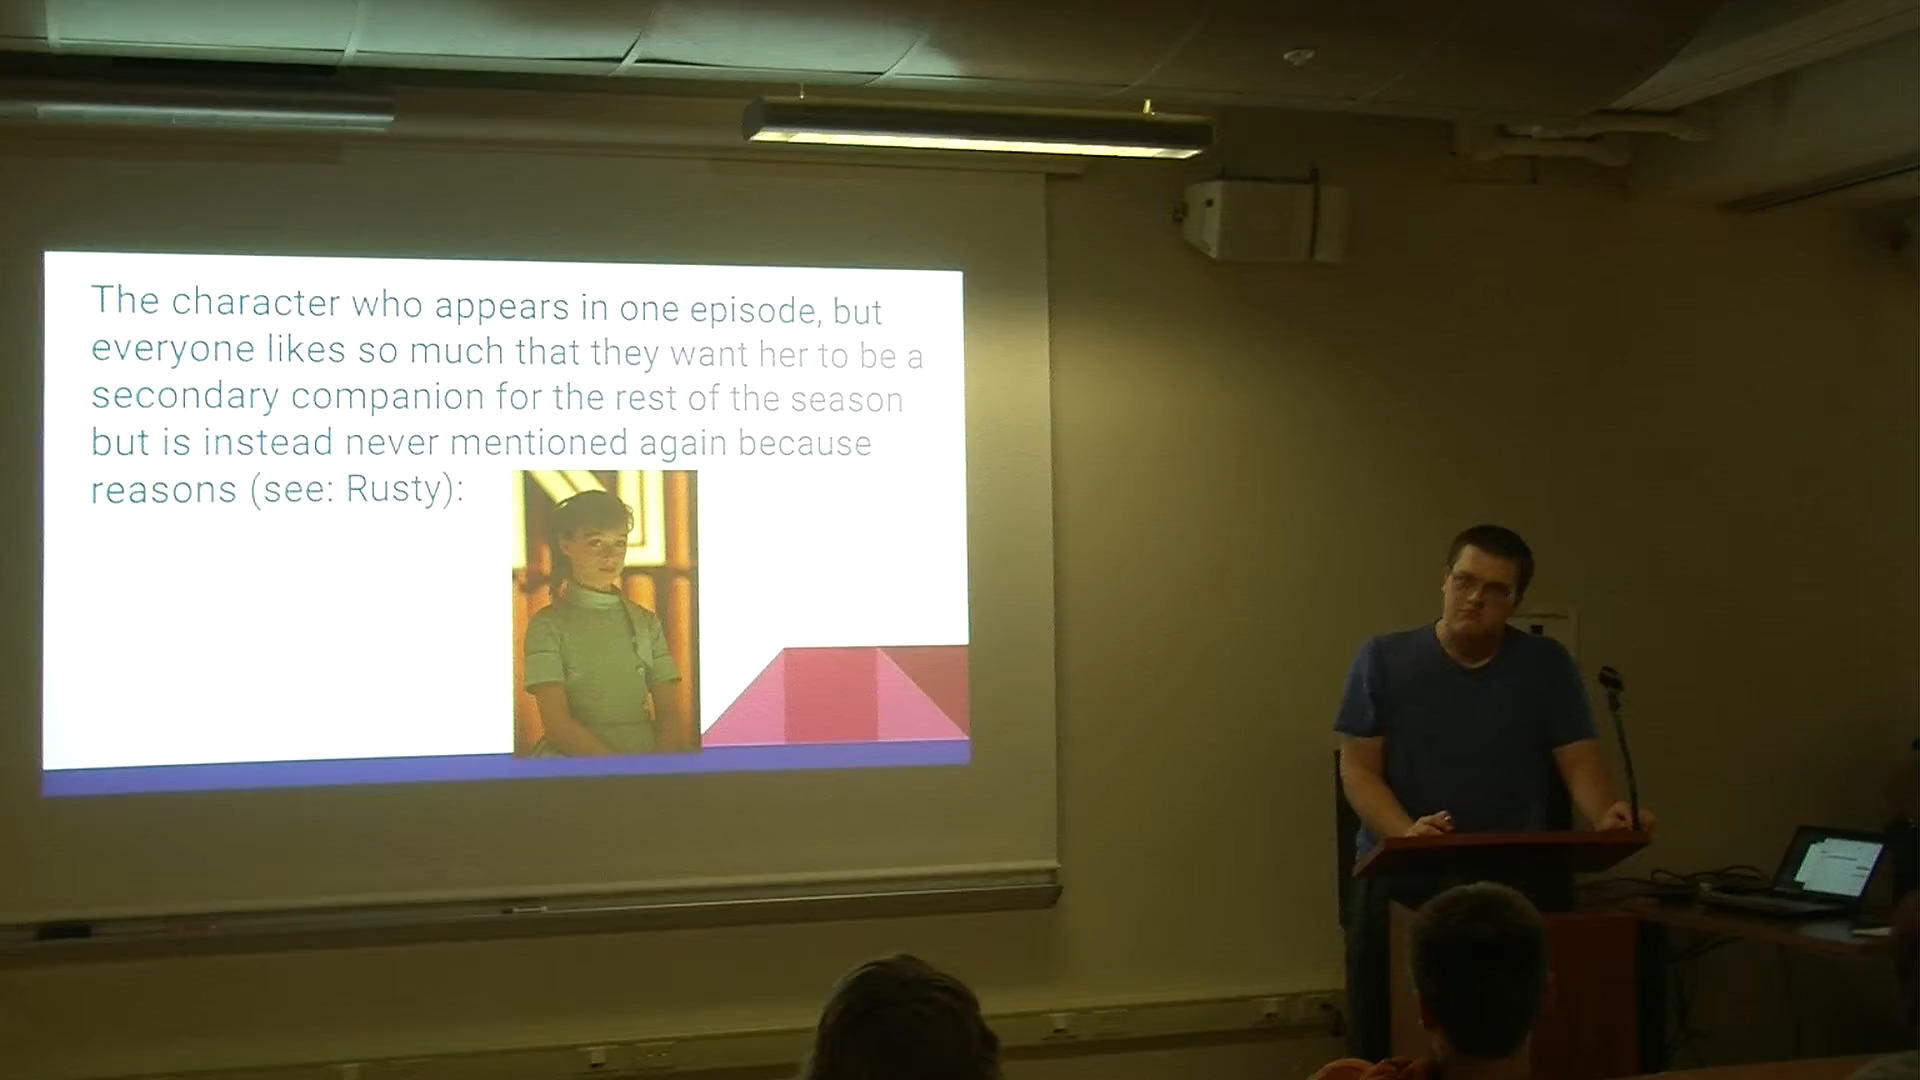 The character who appears in one episode, but
everyone likes so much that they want her to be a
secondary companion for the rest of the season
but is instead never mentioned again because
reasons (see: Rusty):